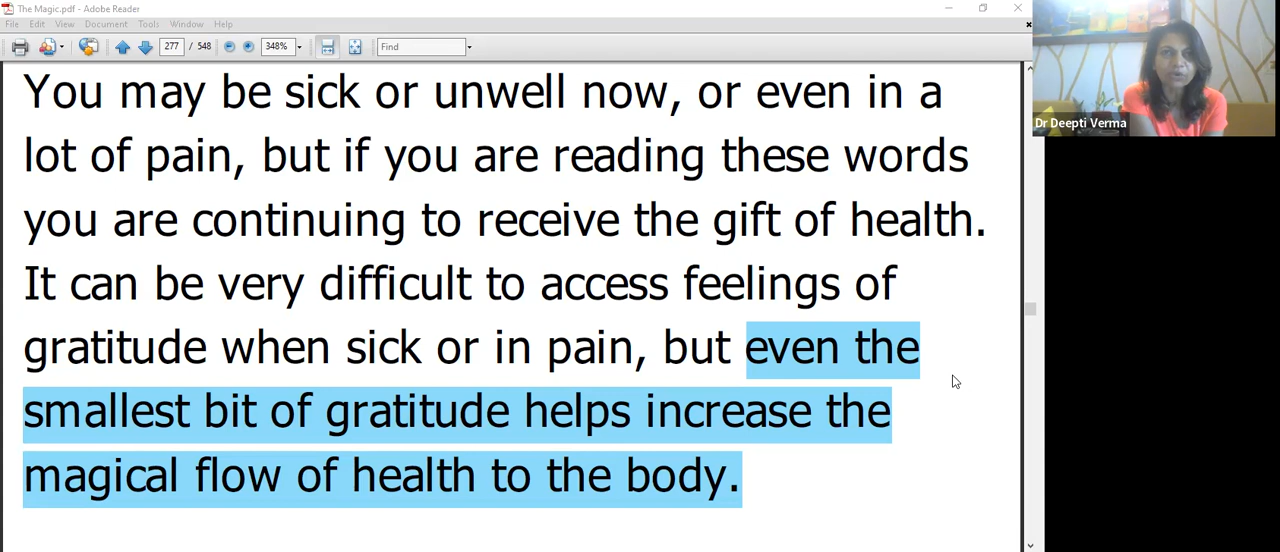 The Magic.pdf - Adobe Reader
File Edit View Document Tools Window Help
277 / 548 348% Find
You may be sick or unwell now, or even in a
lot of pain, but if you are reading these words
you are continuing to receive the gift of health.
It can be very difficult to access feelings of
gratitude when sick or in pain, but even the
smallest bit of gratitude helps increase the
magical flow of health to the body.
Dr Deepti Verma